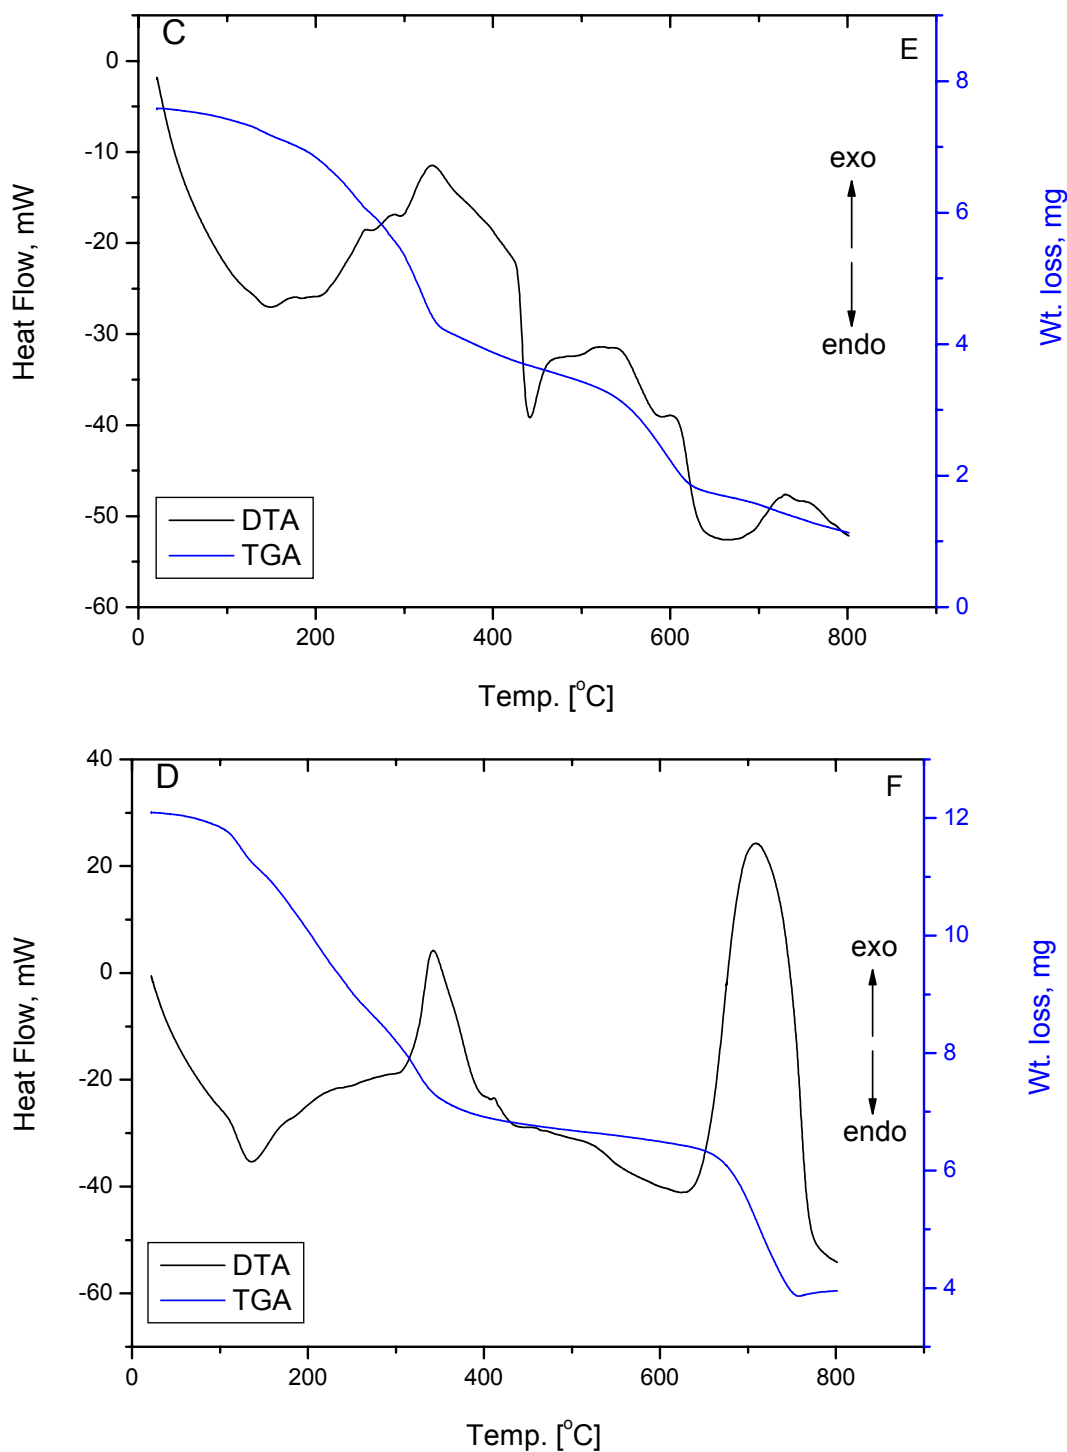 C
E
0
-10
-20
-30
-40
-50
-60
Heat Flow, mW
8
6
4
2
0
Wt. loss, mg
exo
endo
DTA
TGA
0
200
400
600
800
Temp. [°C]
D
F
40
20
0
-20
-40
-60
Heat Flow, mW
12
10
8
6
4
Wt. loss, mg
exo
endo
DTA
TGA
0
200
400
600
800
Temp. [°C]